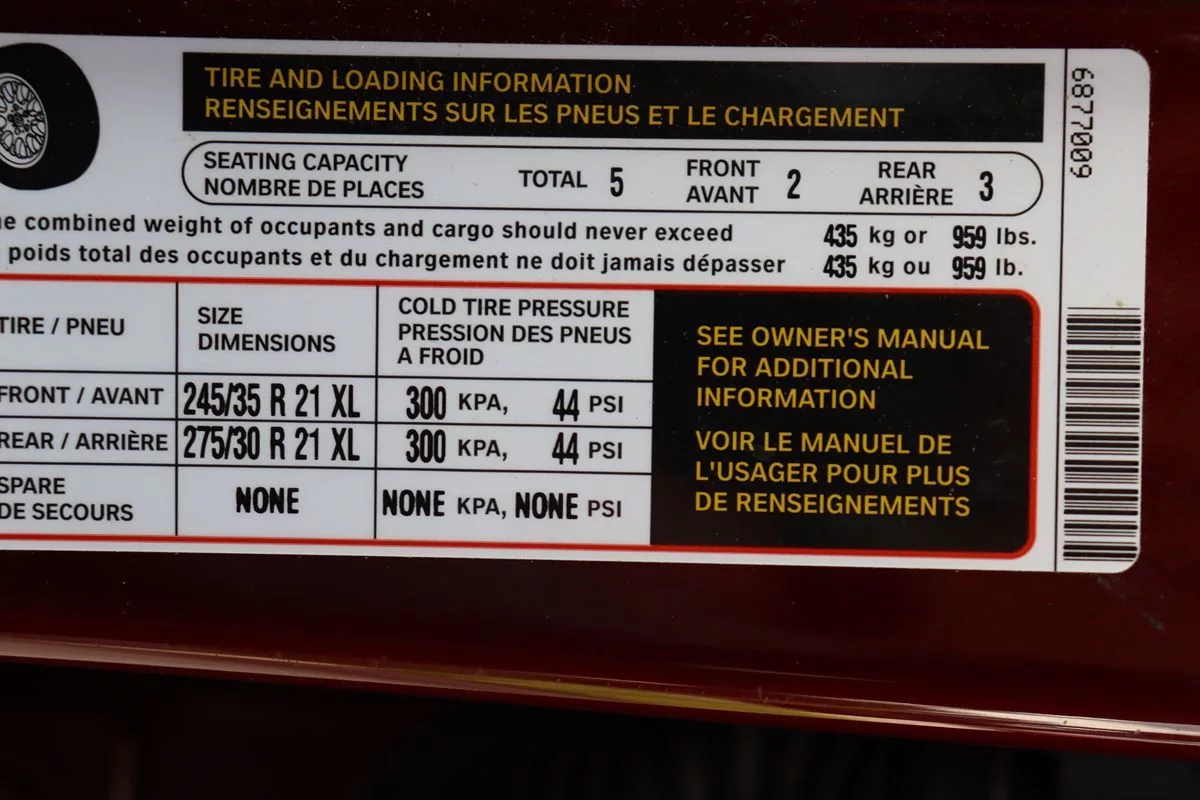 TIRE AND LOADING INFORMATION
RENSEIGNEMENTS SUR LES PNEUS ET LE CHARGEMENT
SEATING CAPACITY
NOMBRE DE PLACES
TOTAL 5
FRONT
AVANT 2
REAR
ARRIÈRE 3
combined weight of occupants and cargo should never exceed 435 kg or 959 lbs.
poids total des occupants et du chargement ne doit jamais dépasser 435 kg ou 959 lb.
TIRE / PNEU
SIZE
DIMENSIONS
COLD TIRE PRESSURE
PRESSION DES PNEUS
A FROID
FRONT / AVANT 245/35 R 21 XL 300 KPA, 44 PSI
REAR / ARRIÈRE 275/30 R 21 XL 300 KPA, 44 PSI
SPARE
DE SECOURS NONE NONE KPA, NONE PSI
SEE OWNER'S MANUAL
FOR ADDITIONAL
INFORMATION
VOIR LE MANUEL DE
L'USAGER POUR PLUS
DE RENSEIGNEMENTS
6877009